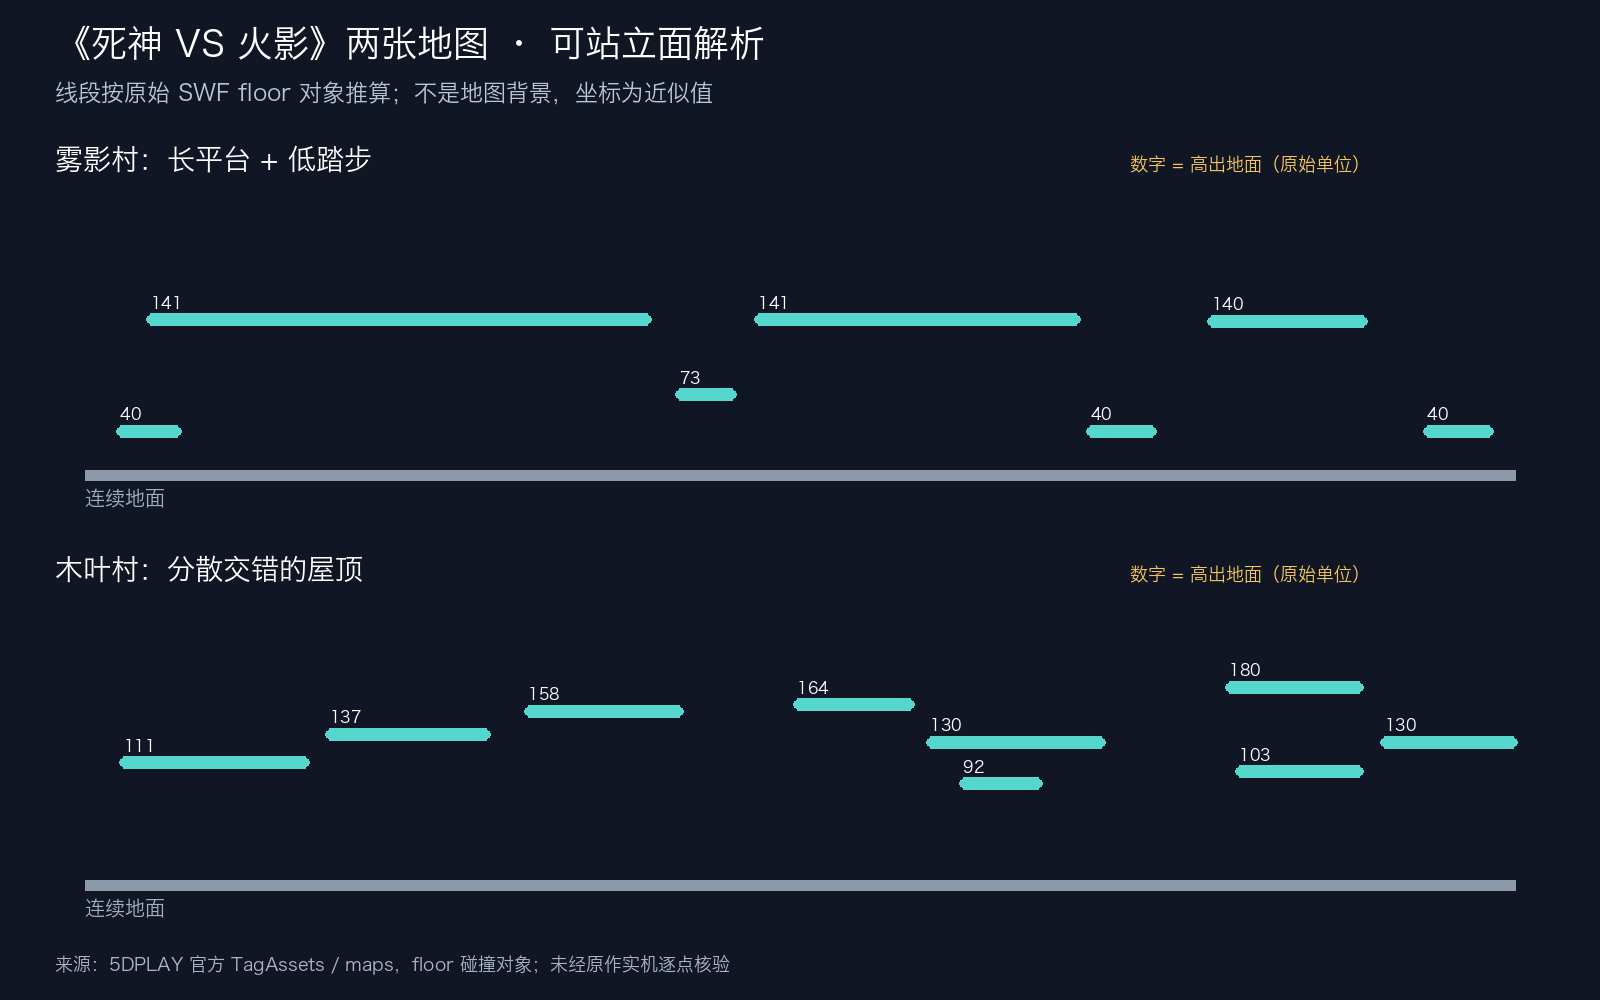 《死神 VS 火影》两张地图 · 可站立面解析
线段按原始 SWF floor 对象推算；不是地图背景，坐标为近似值
雾影村：长平台 + 低踏步
数字 = 高出地面（原始单位）
141
141
140
73
40
40
40
连续地面
木叶村：分散交错的屋顶
数字 = 高出地面（原始单位）
180
164
158
137
130
130
111
103
92
连续地面
来源：5DPLAY 官方 TagAssets / maps，floor 碰撞对象；未经原作实机逐点核验